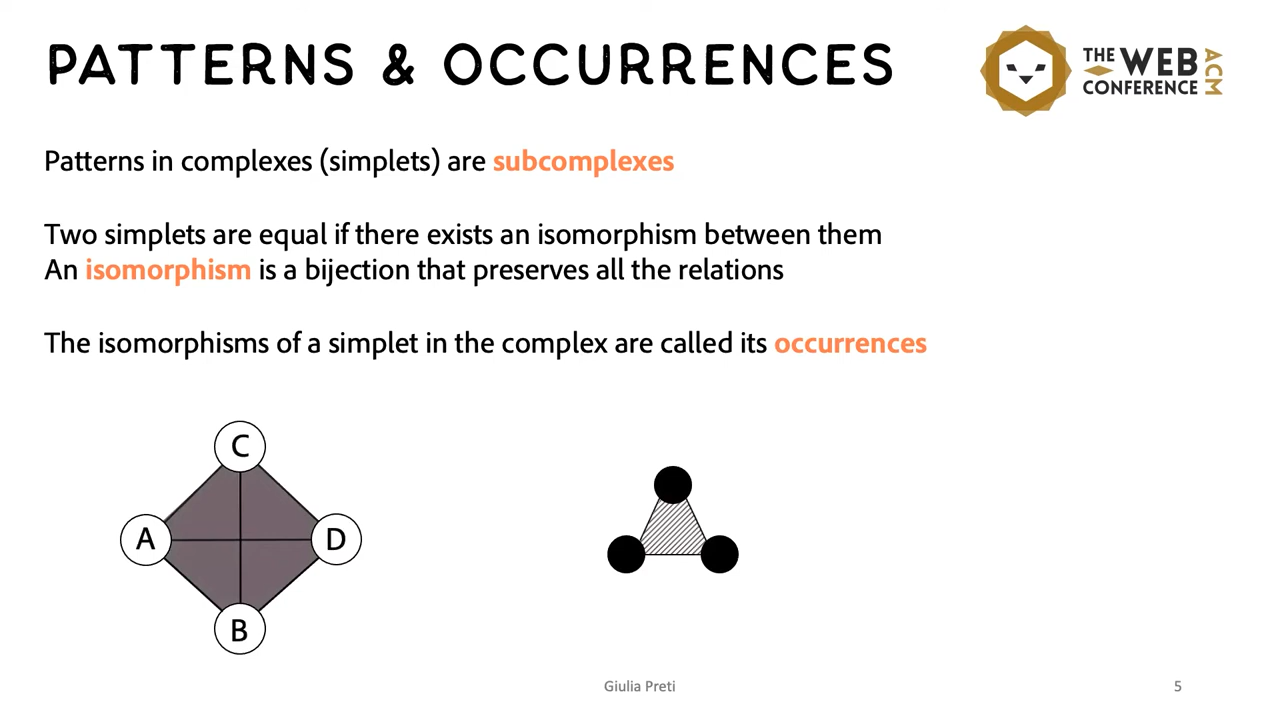 PATTERNS & OCCURRENCES
THE WEB
CONFERENCE
ACM
Patterns in complexes (simplets) are subcomplexes
Two simplets are equal if there exists an isomorphism between them
An isomorphism is a bijection that preserves all the relations
The isomorphisms of a simplet in the complex are called its occurrences
C
A
D
B
Giulia Preti
5